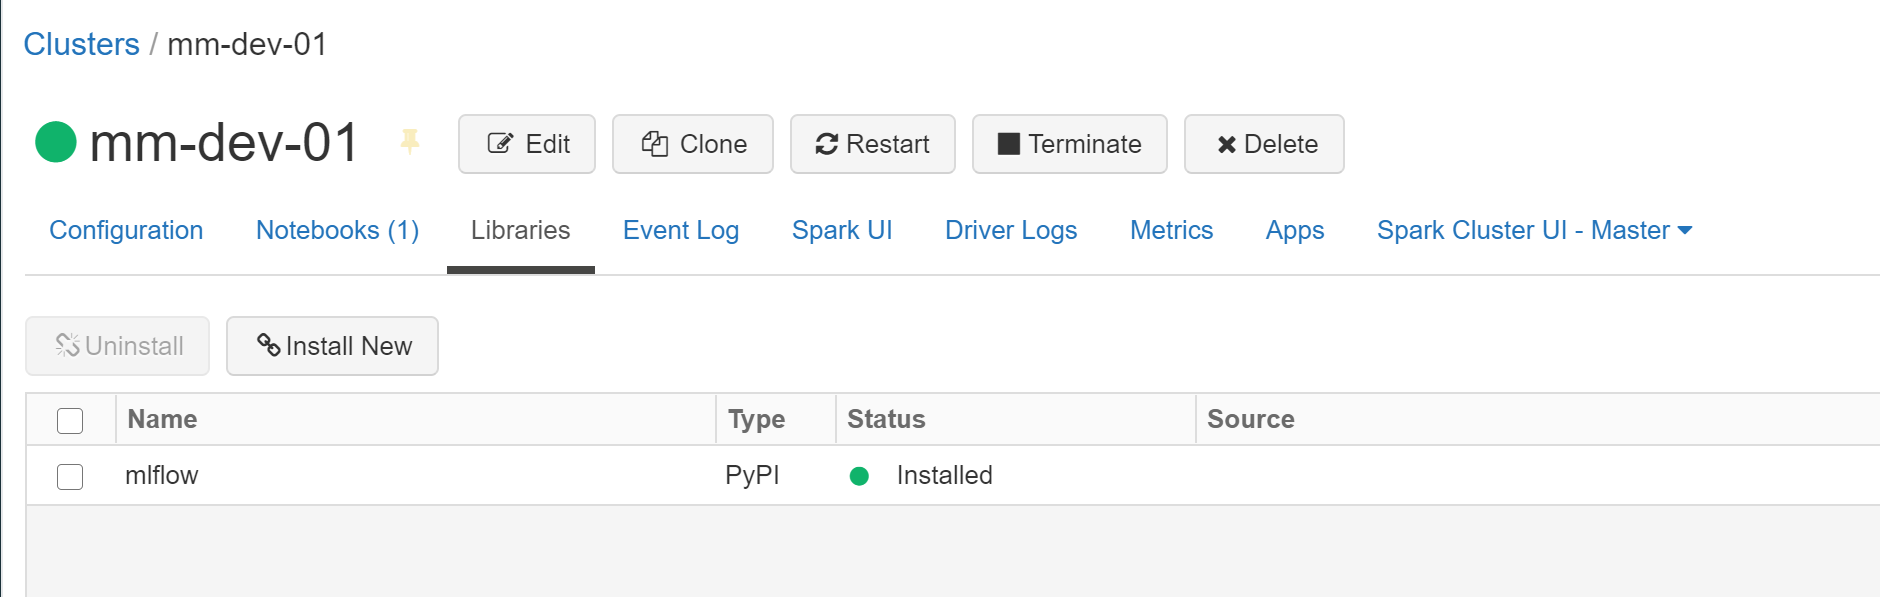 Clusters / mm-dev-01
mm-dev-01 Edit Clone Restart Terminate Delete
Configuration Notebooks (1) Libraries Event Log Spark UI Driver Logs Metrics Apps Spark Cluster UI - Master
Uninstall Install New
Name Type Status Source
mlflow PyPI Installed